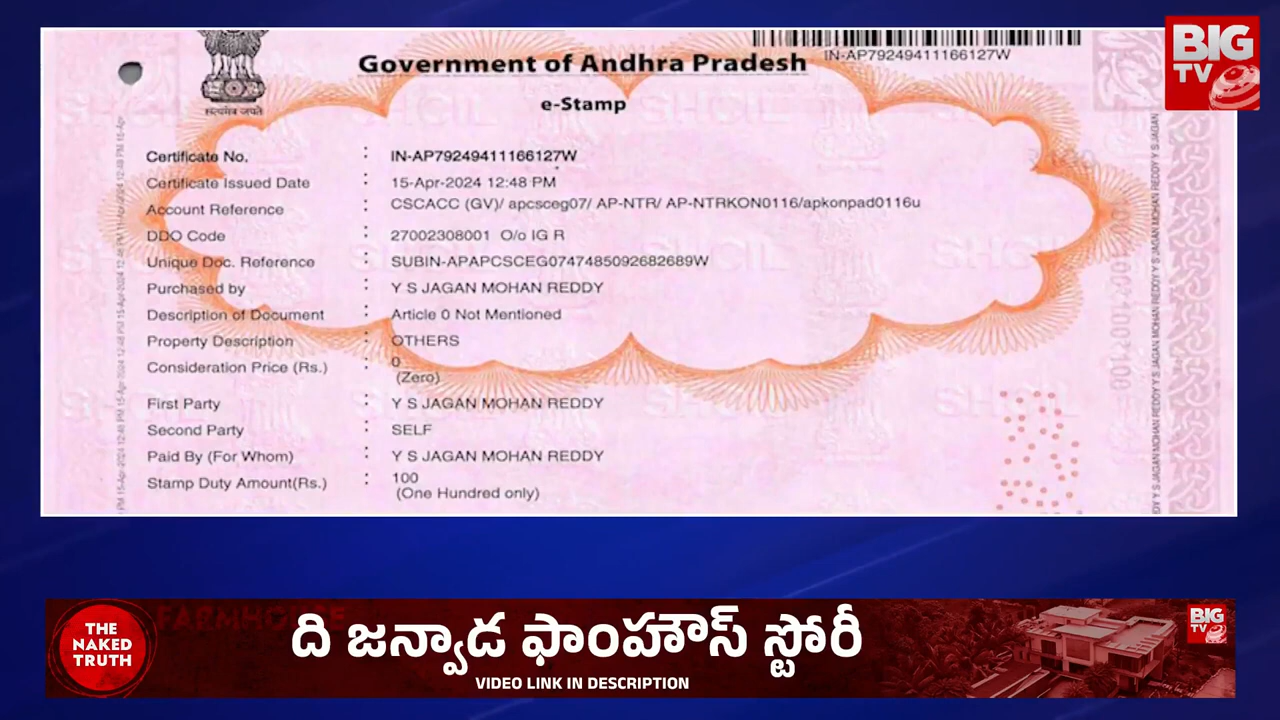 BIG
TV
सत्यमेव जयते
Government of Andhra Pradesh
IN-AP79249411166127W
e-Stamp
Certificate No. : IN-AP79249411166127W
Certificate Issued Date : 15-Apr-2024 12:48 PM
Account Reference : CSCACC (GV)/ apcsceg07/ AP-NTR/ AP-NTRKON0116/apkonpad0116u
DDO Code : 27002308001 O/o IG R
Unique Doc. Reference : SUBIN-APAPCSCEG0747485092682689W
Purchased by : Y S JAGAN MOHAN REDDY
Description of Document : Article 0 Not Mentioned
Property Description : OTHERS
Consideration Price (Rs.) : 0
(Zero)
First Party : Y S JAGAN MOHAN REDDY
Second Party : SELF
Paid By (For Whom) : Y S JAGAN MOHAN REDDY
Stamp Duty Amount(Rs.) : 100
(One Hundred only)
SHCIL
THE
NAKED
TRUTH
ది జన్వాడ ఫాంహౌస్ స్టోరీ
VIDEO LINK IN DESCRIPTION
BIG
TV